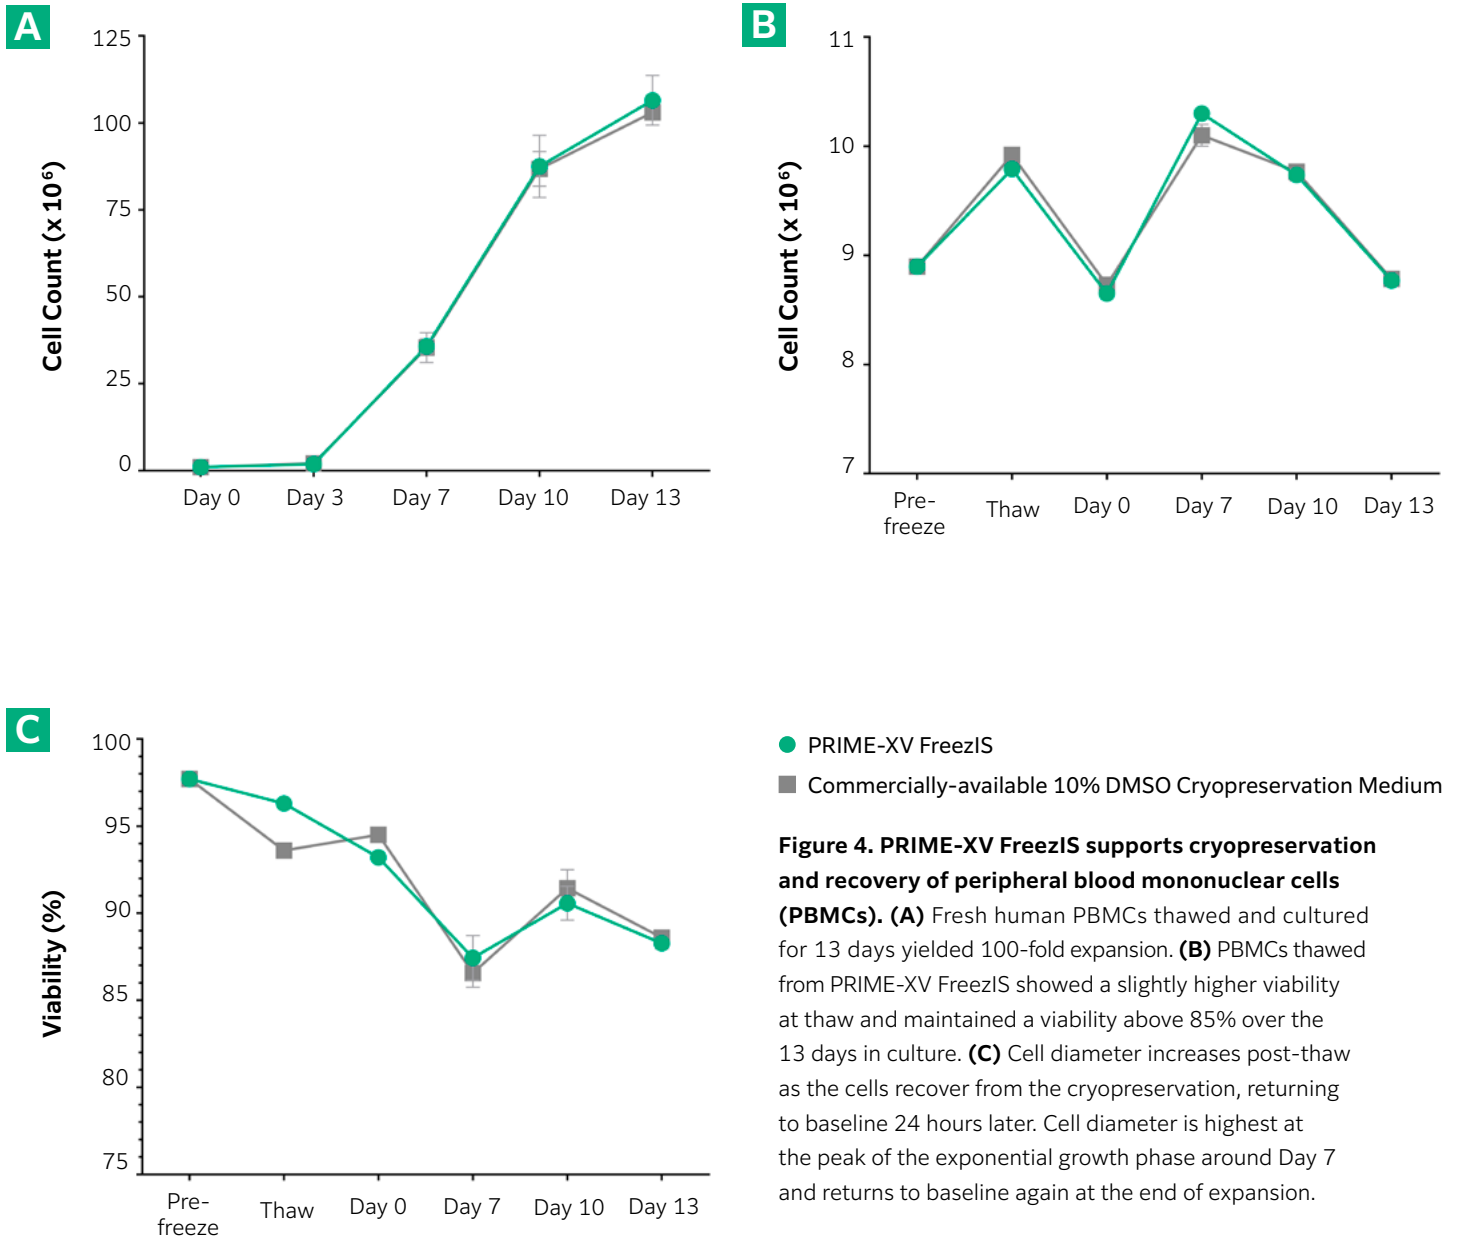 A
125
100
75
50
25
0
Cell Count (x 10⁶)
Day 0 Day 3 Day 7 Day 10 Day 13
B
11
10
9
8
7
Cell Count (x 10⁶)
Pre-
freeze
Thaw Day 0 Day 7 Day 10 Day 13
C
100
95
90
85
80
75
Viability (%)
Pre-
freeze
Thaw Day 0 Day 7 Day 10 Day 13
PRIME-XV FreezIS
Commercially-available 10% DMSO Cryopreservation Medium
Figure 4. PRIME-XV FreezIS supports cryopreservation
and recovery of peripheral blood mononuclear cells
(PBMCs). (A) Fresh human PBMCs thawed and cultured
for 13 days yielded 100-fold expansion. (B) PBMCs thawed
from PRIME-XV FreezIS showed a slightly higher viability
at thaw and maintained a viability above 85% over the
13 days in culture. (C) Cell diameter increases post-thaw
as the cells recover from the cryopreservation, returning
to baseline 24 hours later. Cell diameter is highest at
the peak of the exponential growth phase around Day 7
and returns to baseline again at the end of expansion.